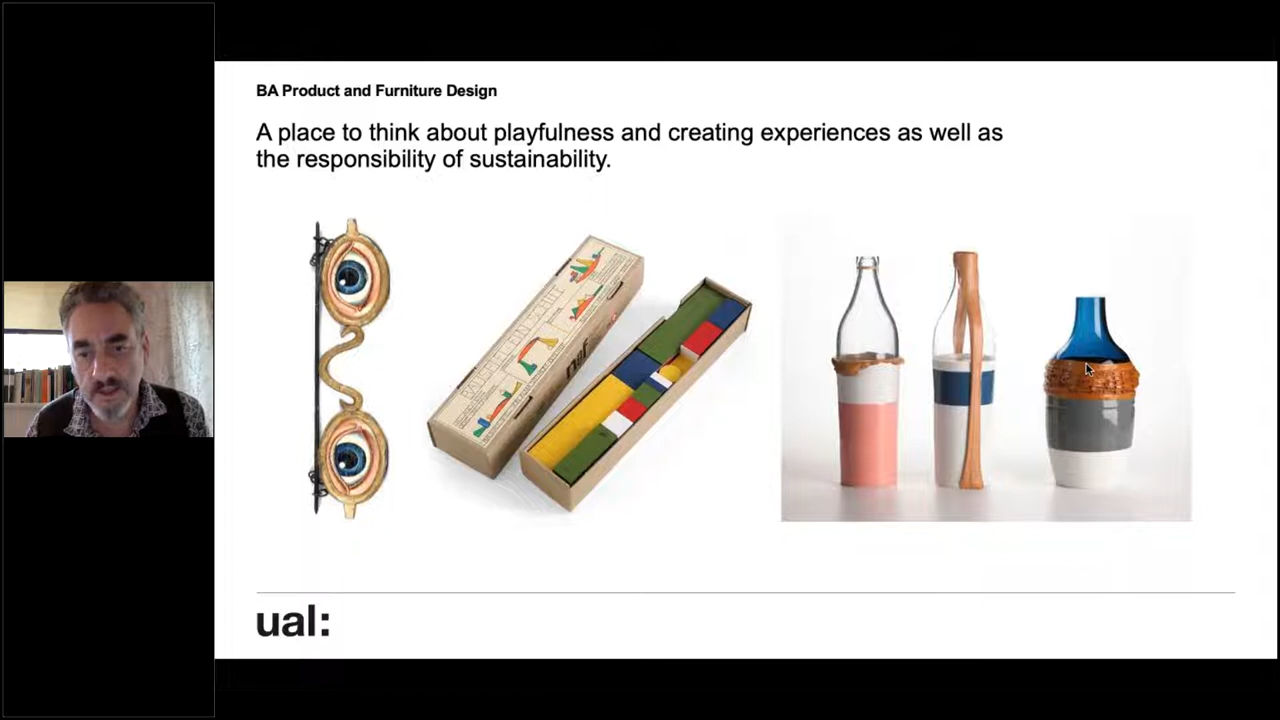 BA Product and Furniture Design
A place to think about playfulness and creating experiences as well as
the responsibility of sustainability.
naef
ual: